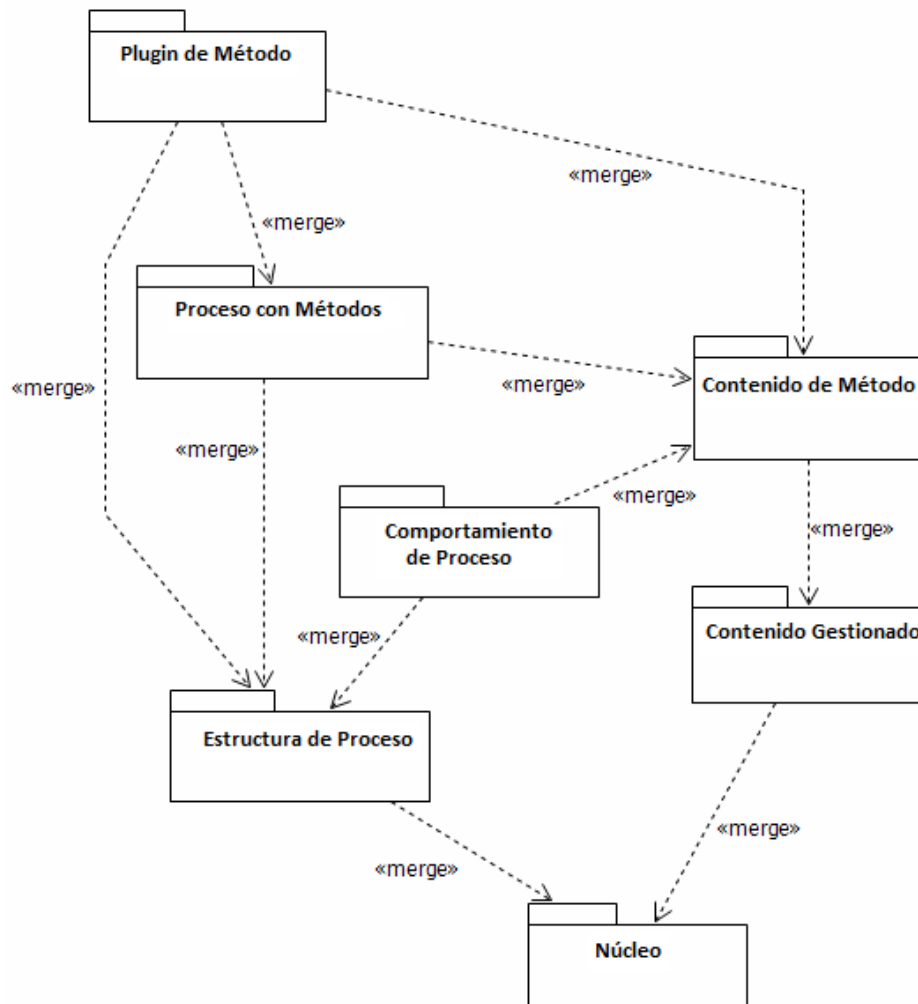 Plugin de Método
«merge»
«merge»
Proceso con Métodos
«merge»
«merge»
Contenido de Método
«merge»
«merge»
Comportamiento
de Proceso
«merge»
«merge»
Contenido Gestionado
Estructura de Proceso
«merge»
«merge»
Núcleo